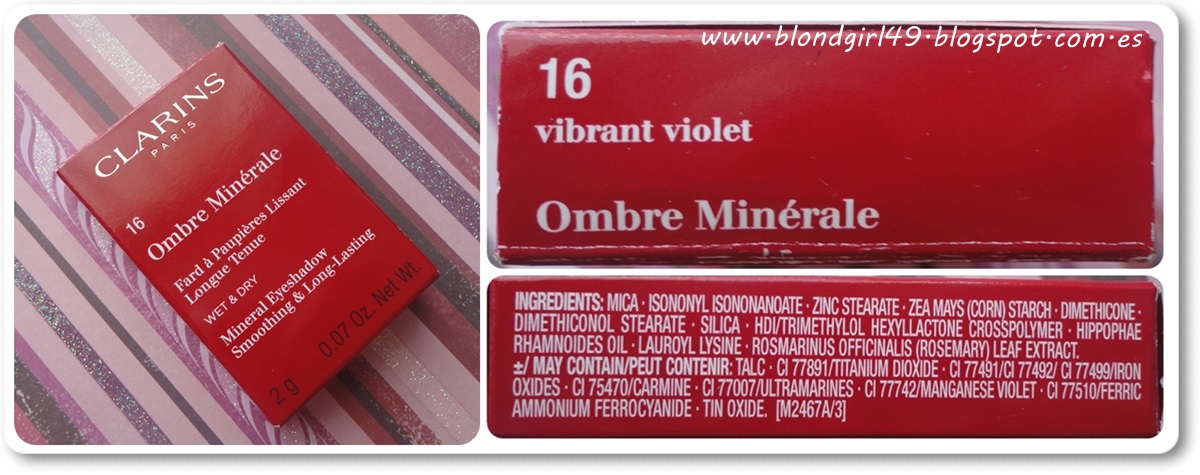 CLARINS
PARIS
16
Ombre Minérale
Fard à Paupières Lissant
Longue Tenue
WET & DRY
Mineral Eyeshadow
Smoothing & Long-Lasting
2 g 0.07 Oz. Net Wt.
www.blondgirl49.blogspot.com.es
16
vibrant violet
Ombre Minérale
INGREDIENTS: MICA · ISONONYL ISONONANOATE · ZINC STEARATE · ZEA MAYS (CORN) STARCH · DIMETHICONE ·
DIMETHICONOL STEARATE · SILICA · HDI/TRIMETHYLOL HEXYLLACTONE CROSSPOLYMER · HIPPOPHAE
RHAMNOIDES OIL · LAUROYL LYSINE · ROSMARINUS OFFICINALIS (ROSEMARY) LEAF EXTRACT.
±/ MAY CONTAIN/PEUT CONTENIR: TALC · CI 77891/TITANIUM DIOXIDE · CI 77491/CI 77492/ CI 77499/IRON
OXIDES · CI 75470/CARMINE · CI 77007/ULTRAMARINES · CI 77742/MANGANESE VIOLET · CI 77510/FERRIC
AMMONIUM FERROCYANIDE · TIN OXIDE. [M2467A/3]